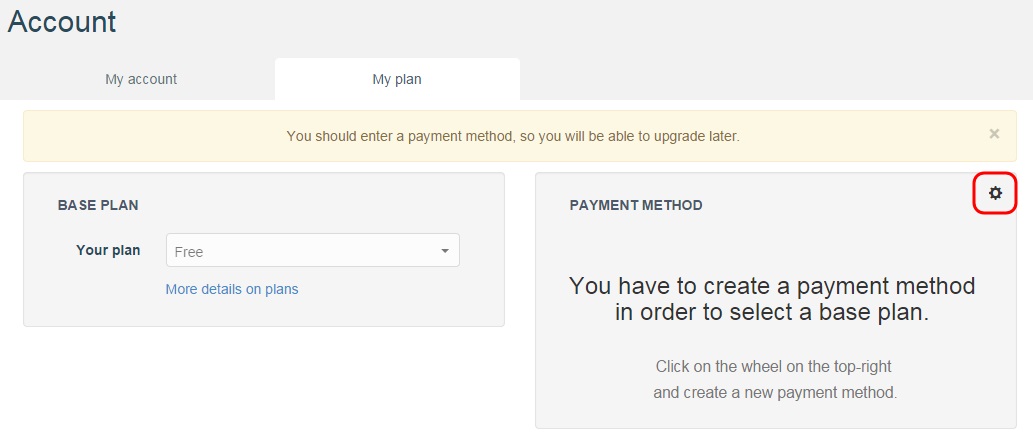 Account
My account
My plan
You should enter a payment method, so you will be able to upgrade later.
×
BASE PLAN
Your plan
Free
More details on plans
PAYMENT METHOD
You have to create a payment method
in order to select a base plan.
Click on the wheel on the top-right
and create a new payment method.